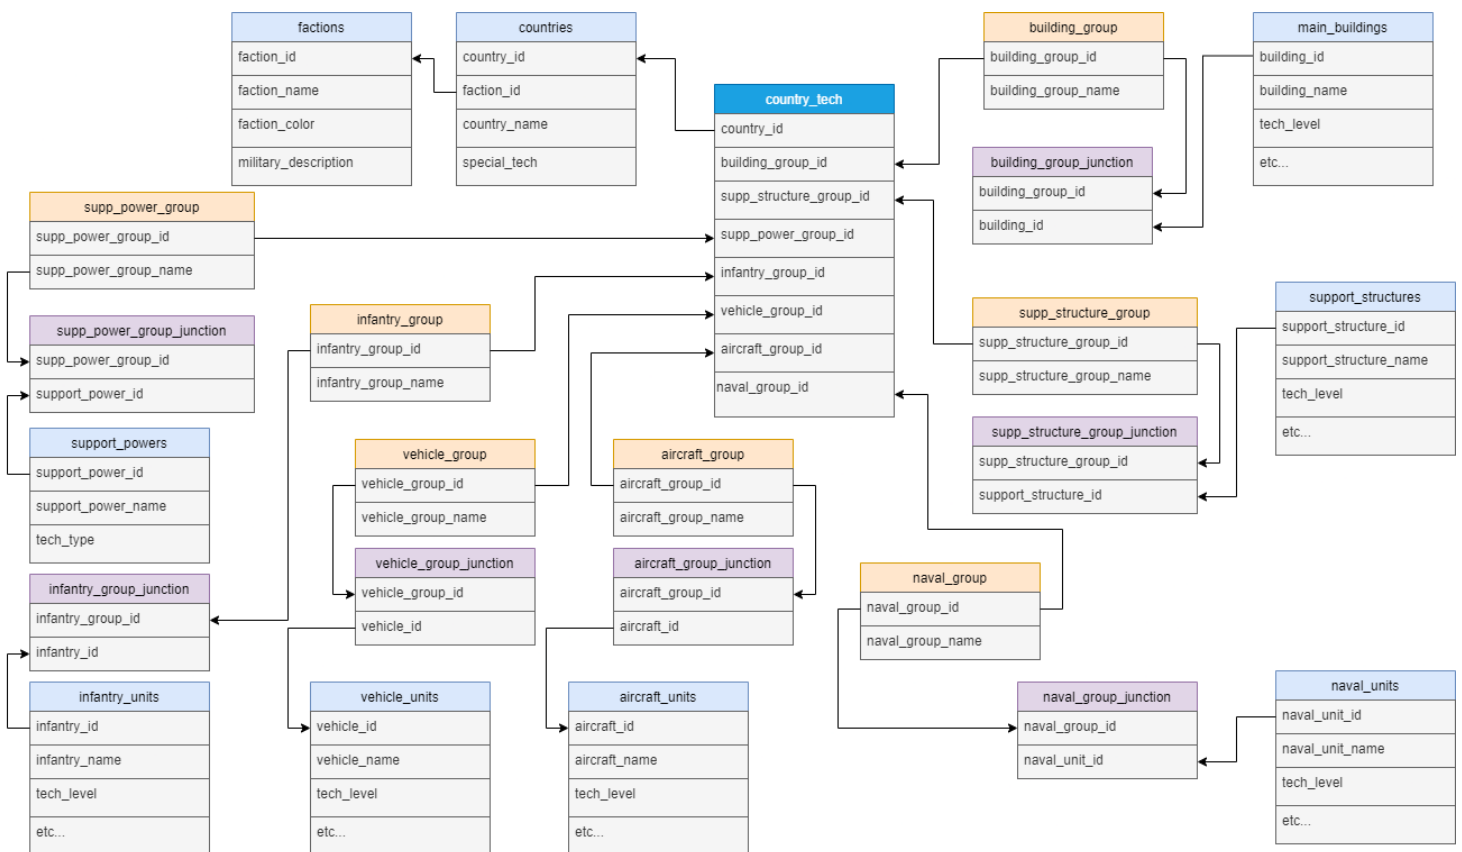 factions
faction_id
faction_name
faction_color
military_description
countries
country_id
faction_id
country_name
special_tech
country_tech
country_id
building_group_id
supp_structure_group_id
supp_power_group_id
infantry_group_id
vehicle_group_id
aircraft_group_id
naval_group_id
building_group
building_group_id
building_group_name
main_buildings
building_id
building_name
tech_level
etc...
building_group_junction
building_group_id
building_id
supp_power_group
supp_power_group_id
supp_power_group_name
supp_power_group_junction
supp_power_group_id
support_power_id
support_powers
support_power_id
support_power_name
tech_type
infantry_group
infantry_group_id
infantry_group_name
supp_structure_group
supp_structure_group_id
supp_structure_group_name
support_structures
support_structure_id
support_structure_name
tech_level
etc...
supp_structure_group_junction
supp_structure_group_id
support_structure_id
vehicle_group
vehicle_group_id
vehicle_group_name
vehicle_group_junction
vehicle_group_id
vehicle_id
aircraft_group
aircraft_group_id
aircraft_group_name
aircraft_group_junction
aircraft_group_id
aircraft_id
infantry_group_junction
infantry_group_id
infantry_id
infantry_units
infantry_id
infantry_name
tech_level
etc...
vehicle_units
vehicle_id
vehicle_name
tech_level
etc...
aircraft_units
aircraft_id
aircraft_name
tech_level
etc...
naval_group
naval_group_id
naval_group_name
naval_group_junction
naval_group_id
naval_unit_id
naval_units
naval_unit_id
naval_unit_name
tech_level
etc...